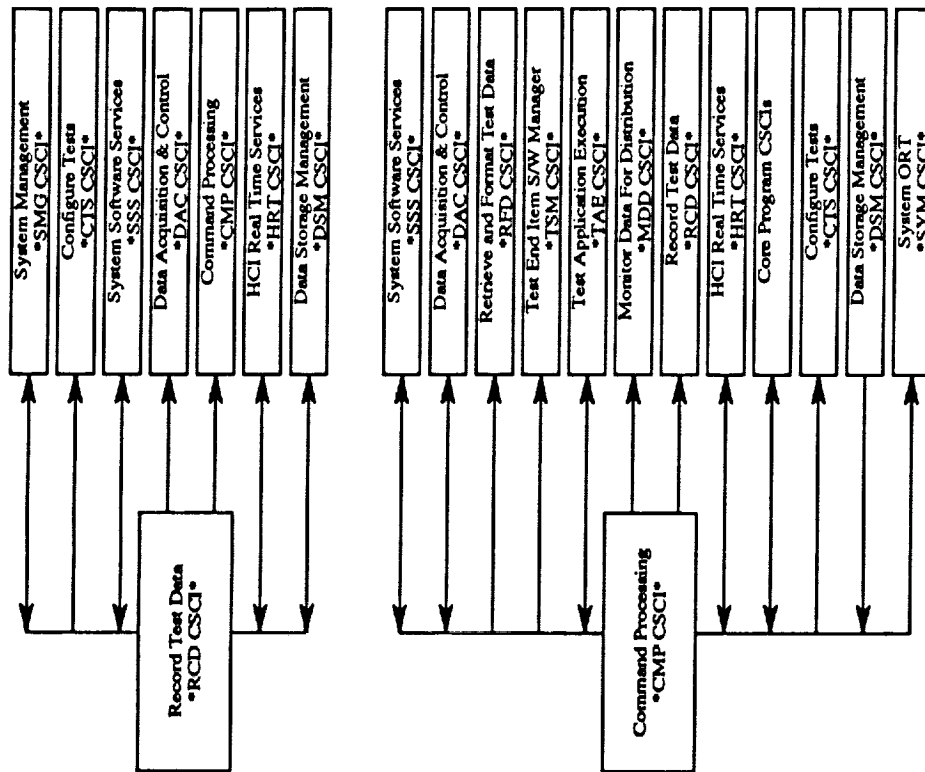 System Management
*SMG CSCI*
Configure Tests
*CTS CSCI*
System Software Services
*SSS CSCI*
Data Acquisition & Control
*DAC CSCI*
Command Processing
*CMP CSCI*
HCI Real Time Services
*HRT CSCI*
Data Storage Management
*DSM CSCI*
Record Test Data
*RCD CSCI*
System Software Services
*SSS CSCI*
Data Acquisition & Control
*DAC CSCI*
Retrieve and Format Test Data
*RFD CSCI*
Test End Item S/W Manager
*TSM CSCI*
Test Application Execution
*TAE CSCI*
Monitor Data For Distribution
*MDD CSCI*
Record Test Data
*RCD CSCI*
HCI Real Time Services
*HRT CSCI*
Core Program CSCIs
Configure Tests
*CTS CSCI*
Data Storage Management
*DSM CSCI*
System ORT
*SYM CSCI*
Command Processing
*CMP CSCI*